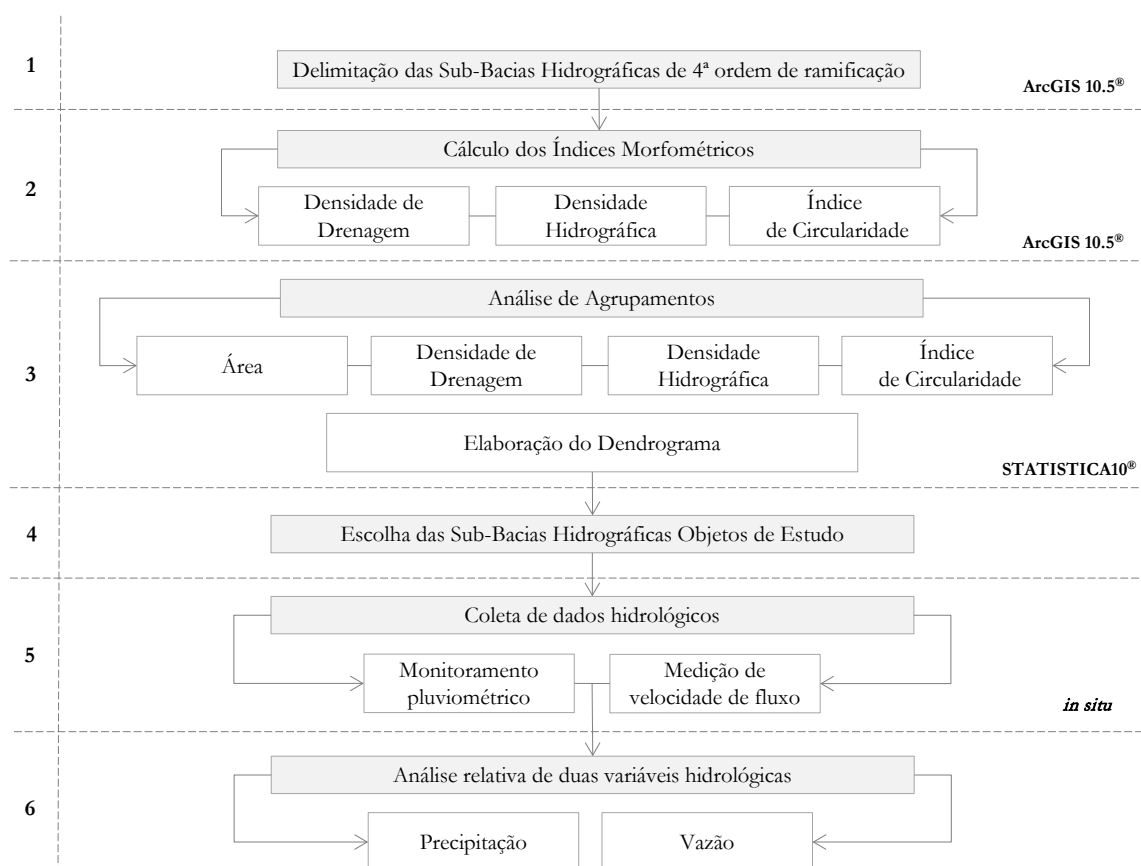 1
Delimitação das Sub-Bacias Hidrográficas de 4ª ordem de ramificação
ArcGIS 10.5®
2
Cálculo dos Índices Morfométricos
Densidade de
Drenagem
Densidade
Hidrográfica
Índice
de Circularidade
ArcGIS 10.5®
3
Análise de Agrupamentos
Área
Densidade de
Drenagem
Densidade
Hidrográfica
Índice
de Circularidade
Elaboração do Dendrograma
STATISTICA10®
4
Escolha das Sub-Bacias Hidrográficas Objetos de Estudo
5
Coleta de dados hidrológicos
Monitoramento
pluviométrico
Medição de
velocidade de fluxo
in situ
6
Análise relativa de duas variáveis hidrológicas
Precipitação
Vazão